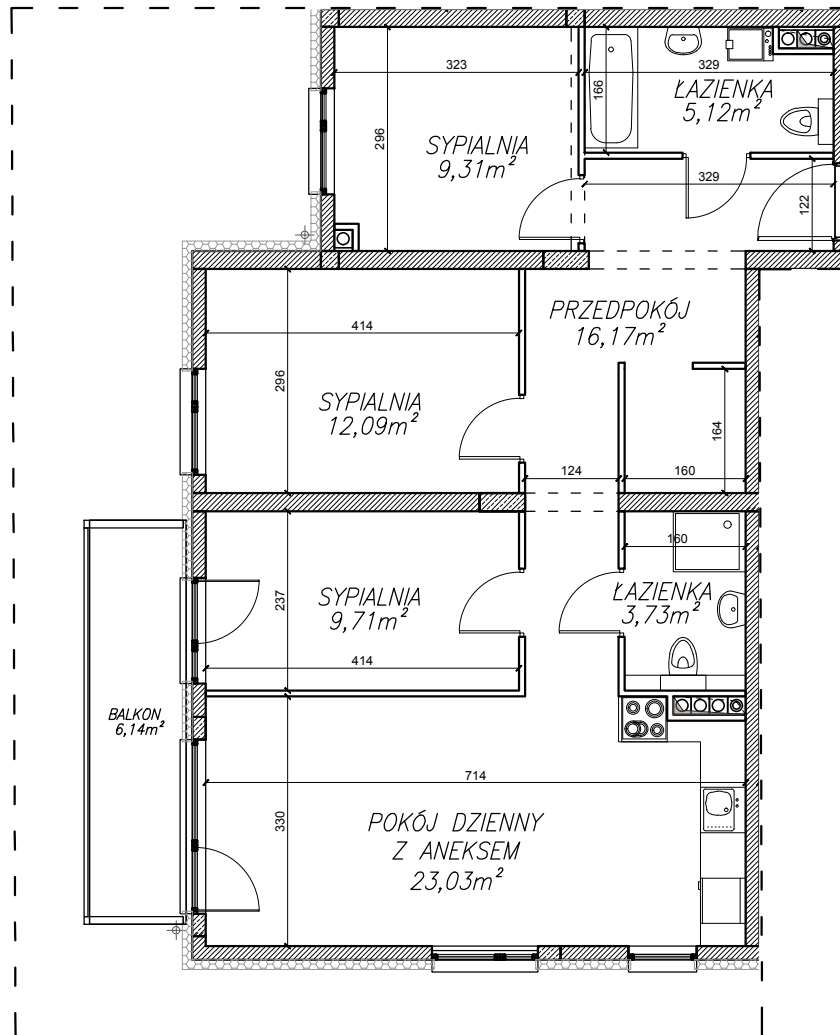 323
329
166
ŁAZIENKA
5,12m²
296
SYPIALNIA
9,31m²
329
122
PRZEDPOKÓJ
16,17m²
414
296
SYPIALNIA
12,09m²
164
124
160
160
237
SYPIALNIA
9,71m²
ŁAZIENKA
3,73m²
414
BALKON
6,14m²
714
330
POKÓJ DZIENNY
Z ANEKSEM
23,03m²